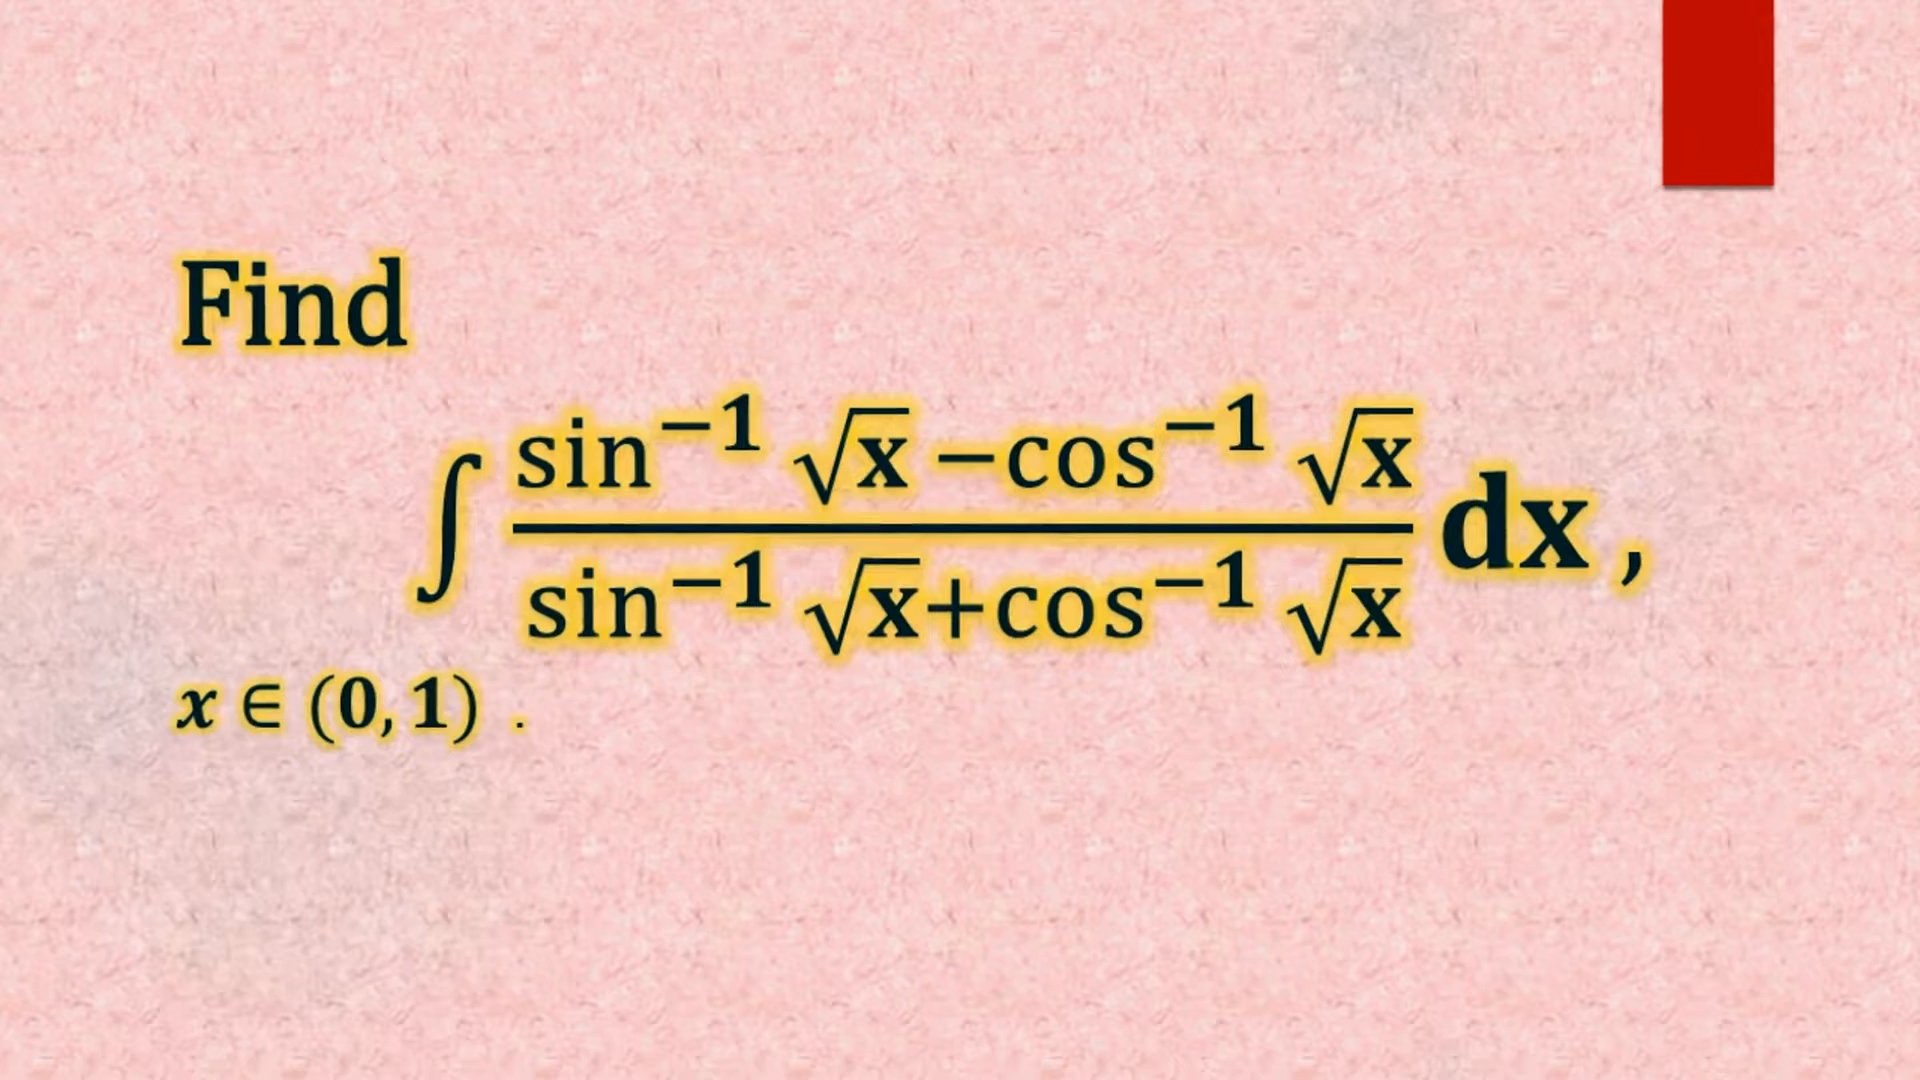 Find
∫ (sin⁻¹ √x − cos⁻¹ √x) / (sin⁻¹ √x + cos⁻¹ √x) dx ,
x ∈ (0, 1) .